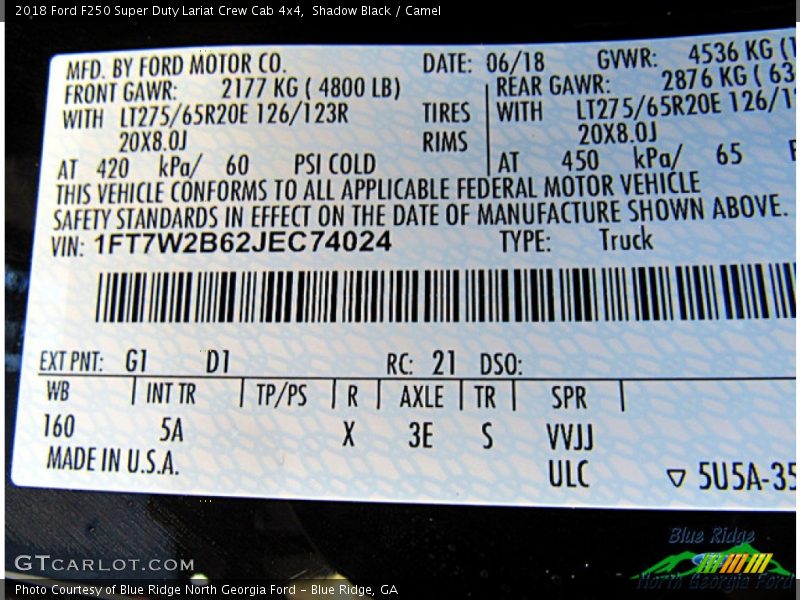 2018 Ford F250 Super Duty Lariat Crew Cab 4x4, Shadow Black / Camel
MFD. BY FORD MOTOR CO. DATE: 06/18 GVWR: 4536 KG (1
FRONT GAWR: 2177 KG ( 4800 LB) REAR GAWR: 2876 KG ( 63
WITH LT275/65R20E 126/123R TIRES WITH LT275/65R20E 126/1
20X8.0J RIMS 20X8.0J
AT 420 kPa/ 60 PSI COLD AT 450 kPa/ 65
THIS VEHICLE CONFORMS TO ALL APPLICABLE FEDERAL MOTOR VEHICLE
SAFETY STANDARDS IN EFFECT ON THE DATE OF MANUFACTURE SHOWN ABOVE.
VIN: 1FT7W2B62JEC74024 TYPE: Truck
EXT PNT: G1 D1 RC: 21 DSO:
WB INT TR TP/PS R AXLE TR SPR
160 5A X 3E S VVJJ
MADE IN U.S.A. ULC ▽ 5U5A-35
Blue Ridge
North Georgia Ford
GTCARLOT.COM
Photo Courtesy of Blue Ridge North Georgia Ford - Blue Ridge, GA